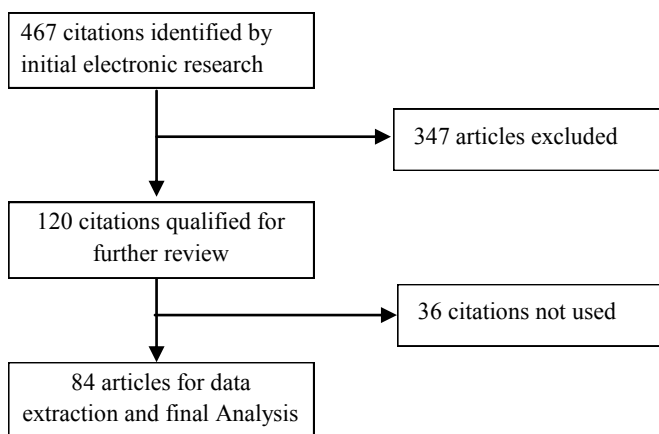 467 citations identified by
initial electronic research
347 articles excluded
120 citations qualified for
further review
36 citations not used
84 articles for data
extraction and final Analysis